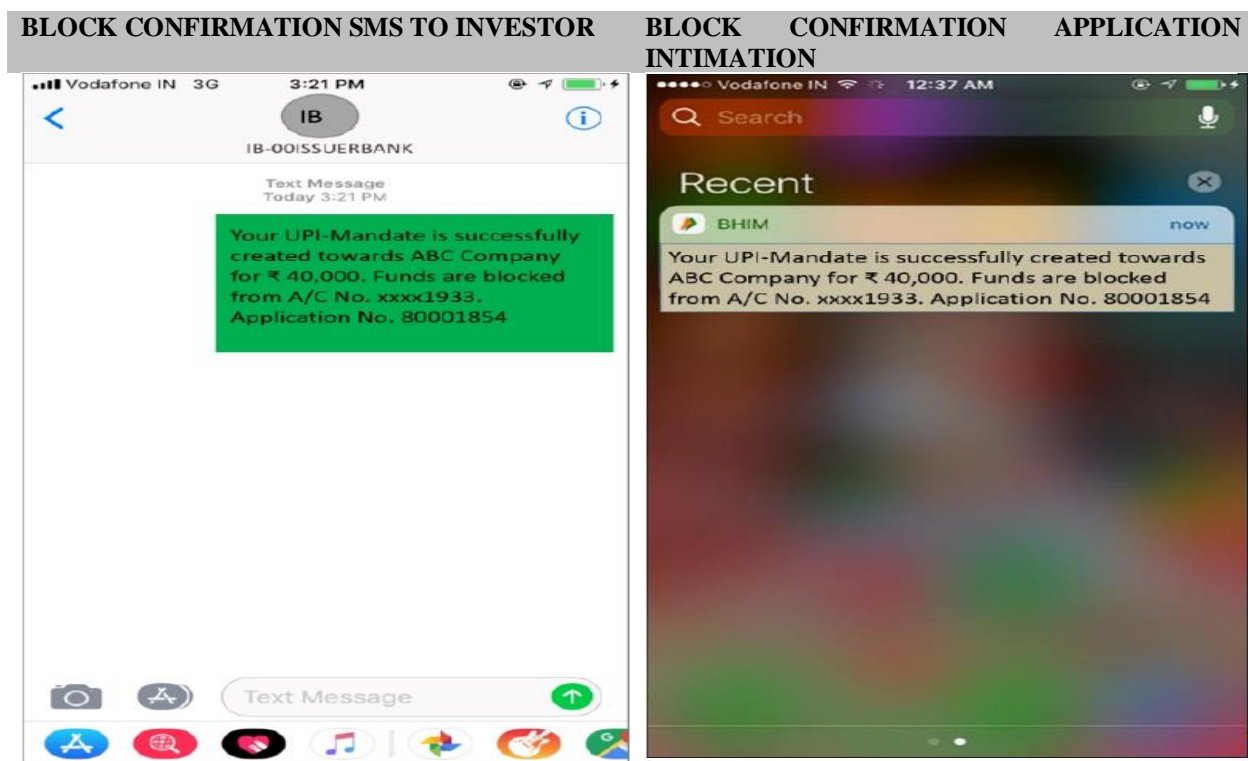 BLOCK CONFIRMATION SMS TO INVESTOR
Vodafone IN 3G 3:21 PM
IB
IB-00ISSUERBANK
Text Message
Today 3:21 PM
Your UPI-Mandate is successfully
created towards ABC Company
for ₹ 40,000. Funds are blocked
from A/C No. xxxx1933.
Application No. 80001854
Text Message
G
BLOCK CONFIRMATION APPLICATION
INTIMATION
Vodafone IN 12:37 AM
Search
Recent
BHIM now
Your UPI-Mandate is successfully created towards
ABC Company for ₹ 40,000. Funds are blocked
from A/C No. xxxx1933. Application No. 80001854